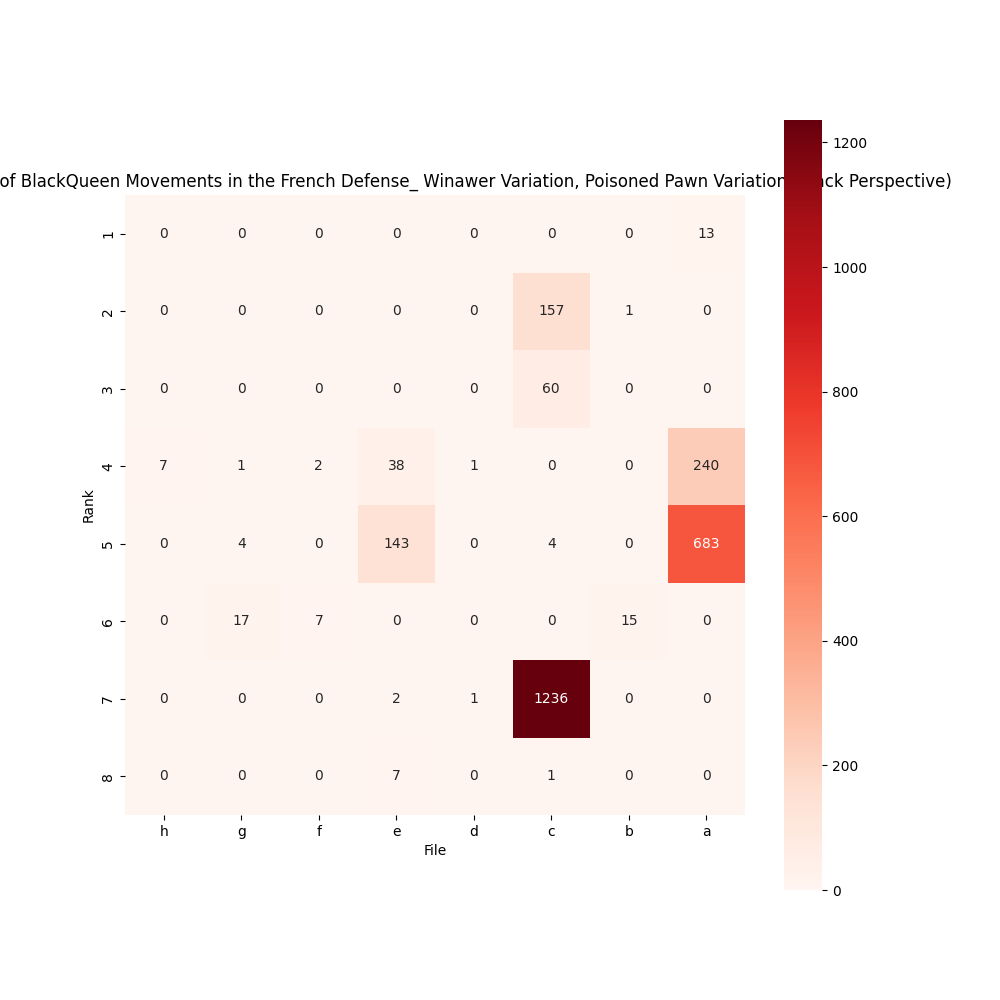 of BlackQueen Movements in the French Defense_ Winawer Variation, Poisoned Pawn Variation ack Perspective)
1 0 0 0 0 0 0 0 13
2 0 0 0 0 0 157 1 0
3 0 0 0 0 0 60 0 0
4 7 1 2 38 1 0 0 240
5 0 4 0 143 0 4 0 683
6 0 17 7 0 0 0 15 0
7 0 0 0 2 1 1236 0 0
8 0 0 0 7 0 1 0 0
h g f e d c b a
File
Rank
1200
1000
800
600
400
200
0